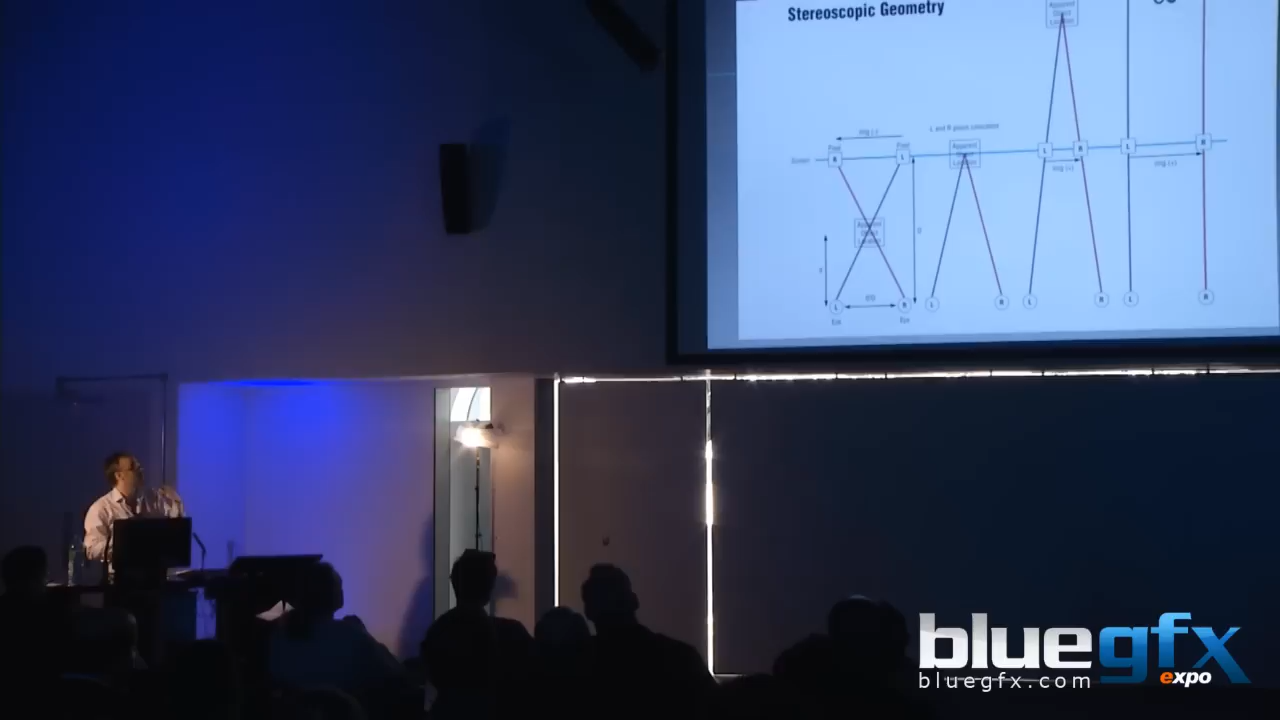 Stereoscopic Geometry
Apparent
Object
Location
Img (-)
L and R pixels coincident
Pixel
Pixel
Screen
R
L
Apparent
Location
L
R
L
R
Img (+)
Img (+)
Apparent
Object
Location
D
L
R
L
R
L
R
L
R
Eye
Eye
bluegfx
expo
bluegfx.com